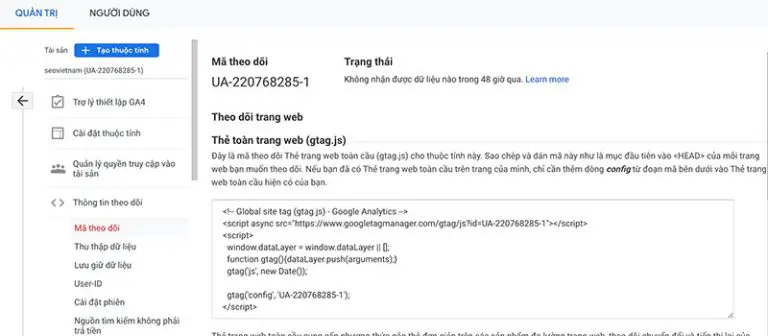 QUẢN TRỊ
NGƯỜI DÙNG
Tài sản
+ Tạo thuộc tính
seovietnam (UA-220768285-1)
Trợ lý thiết lập GA4
Cài đặt thuộc tính
Quản lý quyền truy cập vào
tài sản
<> Thông tin theo dõi
Mã theo dõi
Thu thập dữ liệu
Lưu giữ dữ liệu
User-ID
Cài đặt phiên
Nguồn tìm kiếm không phải
trả tiền
Mã theo dõi
UA-220768285-1
Trạng thái
Không nhận được dữ liệu nào trong 48 giờ qua. Learn more
Theo dõi trang web
Thẻ toàn trang web (gtag.js)
Đây là mã theo dõi Thẻ trang web toàn cầu (gtag.js) cho thuộc tính này. Sao chép và dán mã này như là mục đầu tiên vào <HEAD> của mỗi trang
web bạn muốn theo dõi. Nếu bạn đã có Thẻ trang web toàn cầu trên trang của mình, chỉ cần thêm dòng config từ đoạn mã bên dưới vào Thẻ trang
web toàn cầu hiện có của bạn.
<!-- Global site tag (gtag.js) - Google Analytics -->
<script async src="https://www.googletagmanager.com/gtag/js?id=UA-220768285-1"></script>
<script>
window.dataLayer = window.dataLayer || [];
function gtag(){dataLayer.push(arguments);}
gtag('js', new Date());
gtag('config', 'UA-220768285-1');
</script>